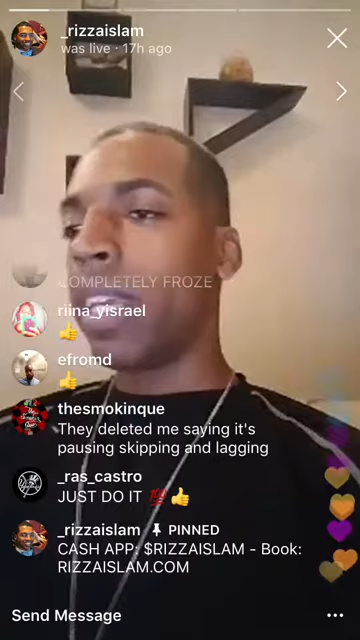 _rizzaislam
was live · 17h ago
COMPLETELY FROZE
riina_yisrael
👍
efromd
👍
thesmokinque
They deleted me saying it's
pausing skipping and lagging
_ras_castro
JUST DO IT 💯 👍
_rizzaislam 📌 PINNED
CASH APP: $RIZZAISLAM - Book:
RIZZAISLAM.COM
Send Message